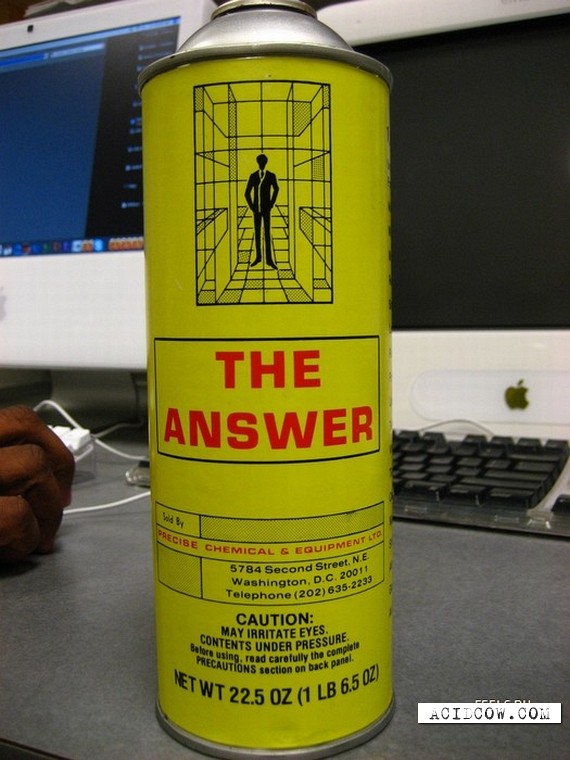 THE
ANSWER
Sold By
PRECISE CHEMICAL & EQUIPMENT LTD.
5784 Second Street, N.E.
Washington, D.C. 20011
Telephone (202) 635-2233
CAUTION:
MAY IRRITATE EYES.
CONTENTS UNDER PRESSURE.
Before using, read carefully the complete
PRECAUTIONS section on back panel.
NET WT 22.5 OZ (1 LB 6.5 OZ)
ACIDCOW.COM